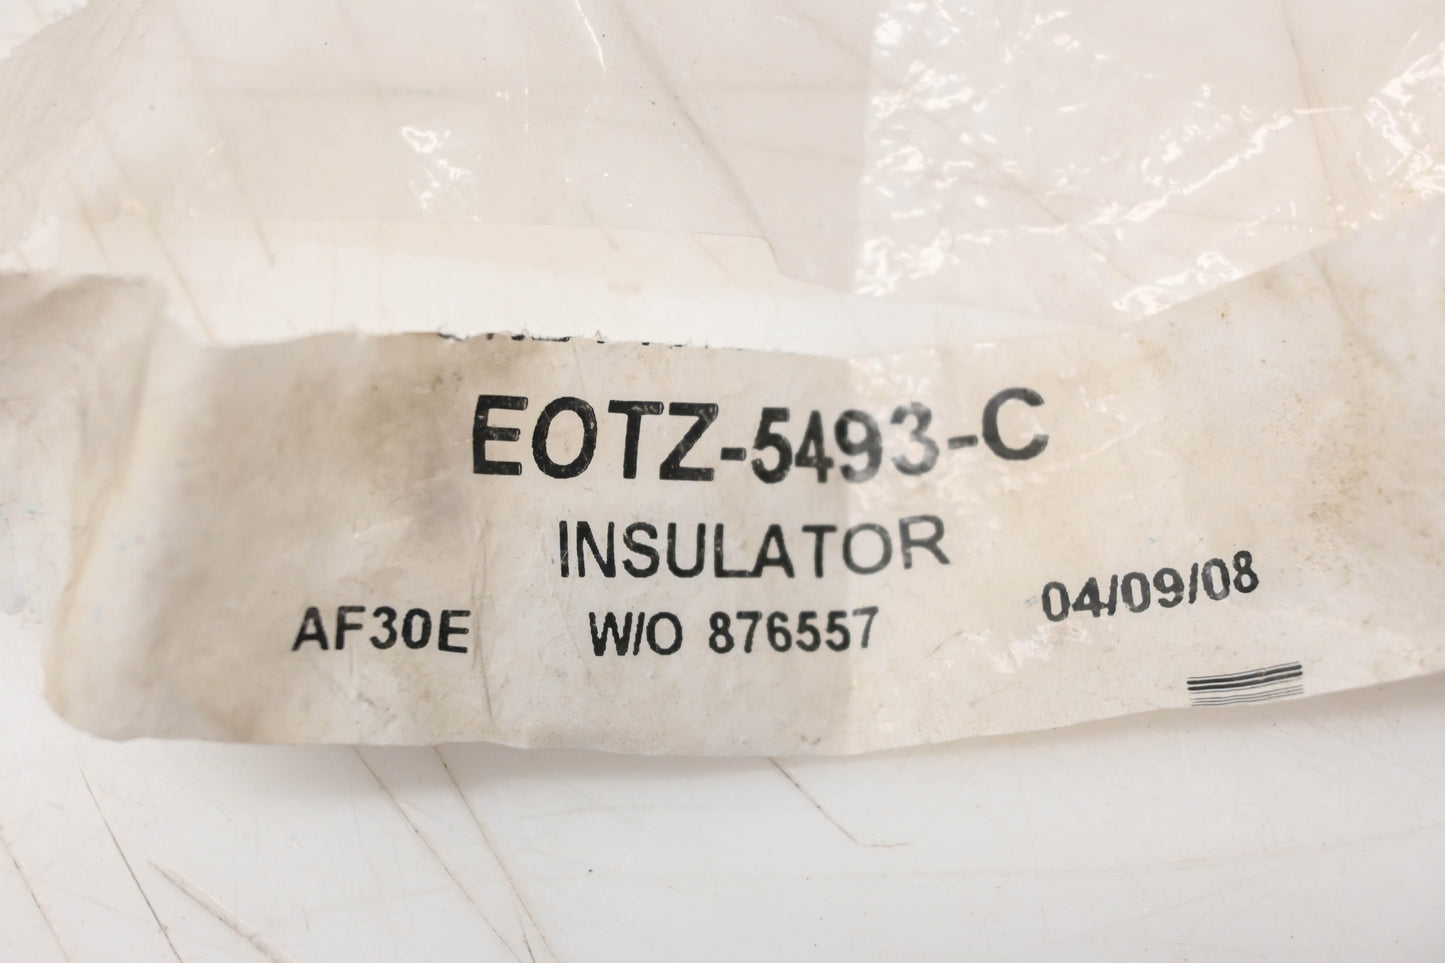 EOTZ-5493-C
INSULATOR
AF30E W/O 876557 04/09/08